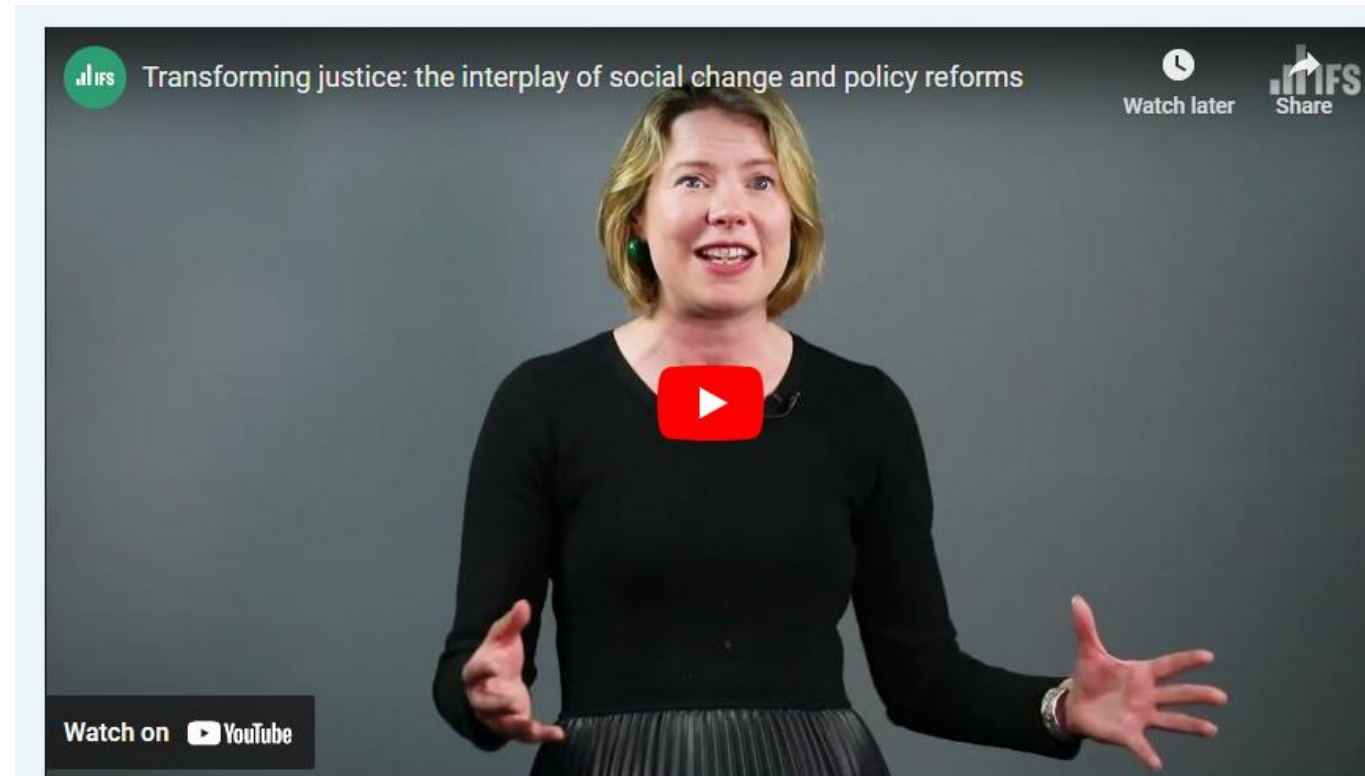 IFS
Transforming justice: the interplay of social change and policy reforms
Watch later
Share
IFS
Watch on YouTube